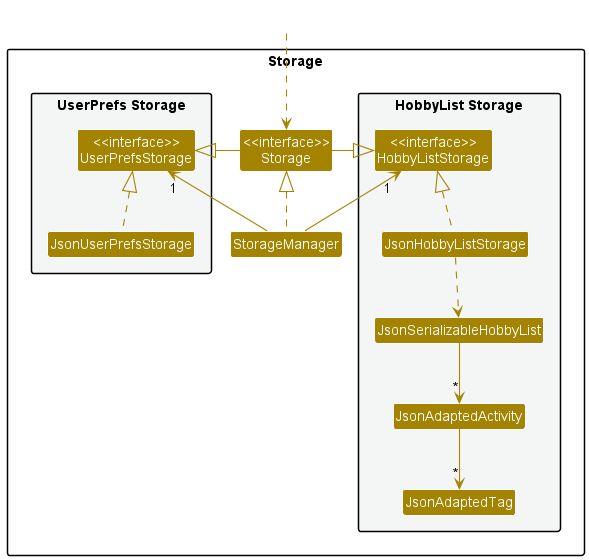 Storage
UserPrefs Storage
HobbyList Storage
<<interface>>
UserPrefsStorage
<<interface>>
Storage
<<interface>>
HobbyListStorage
1
1
JsonUserPrefsStorage
StorageManager
JsonHobbyListStorage
JsonSerializableHobbyList
*
JsonAdaptedActivity
*
JsonAdaptedTag